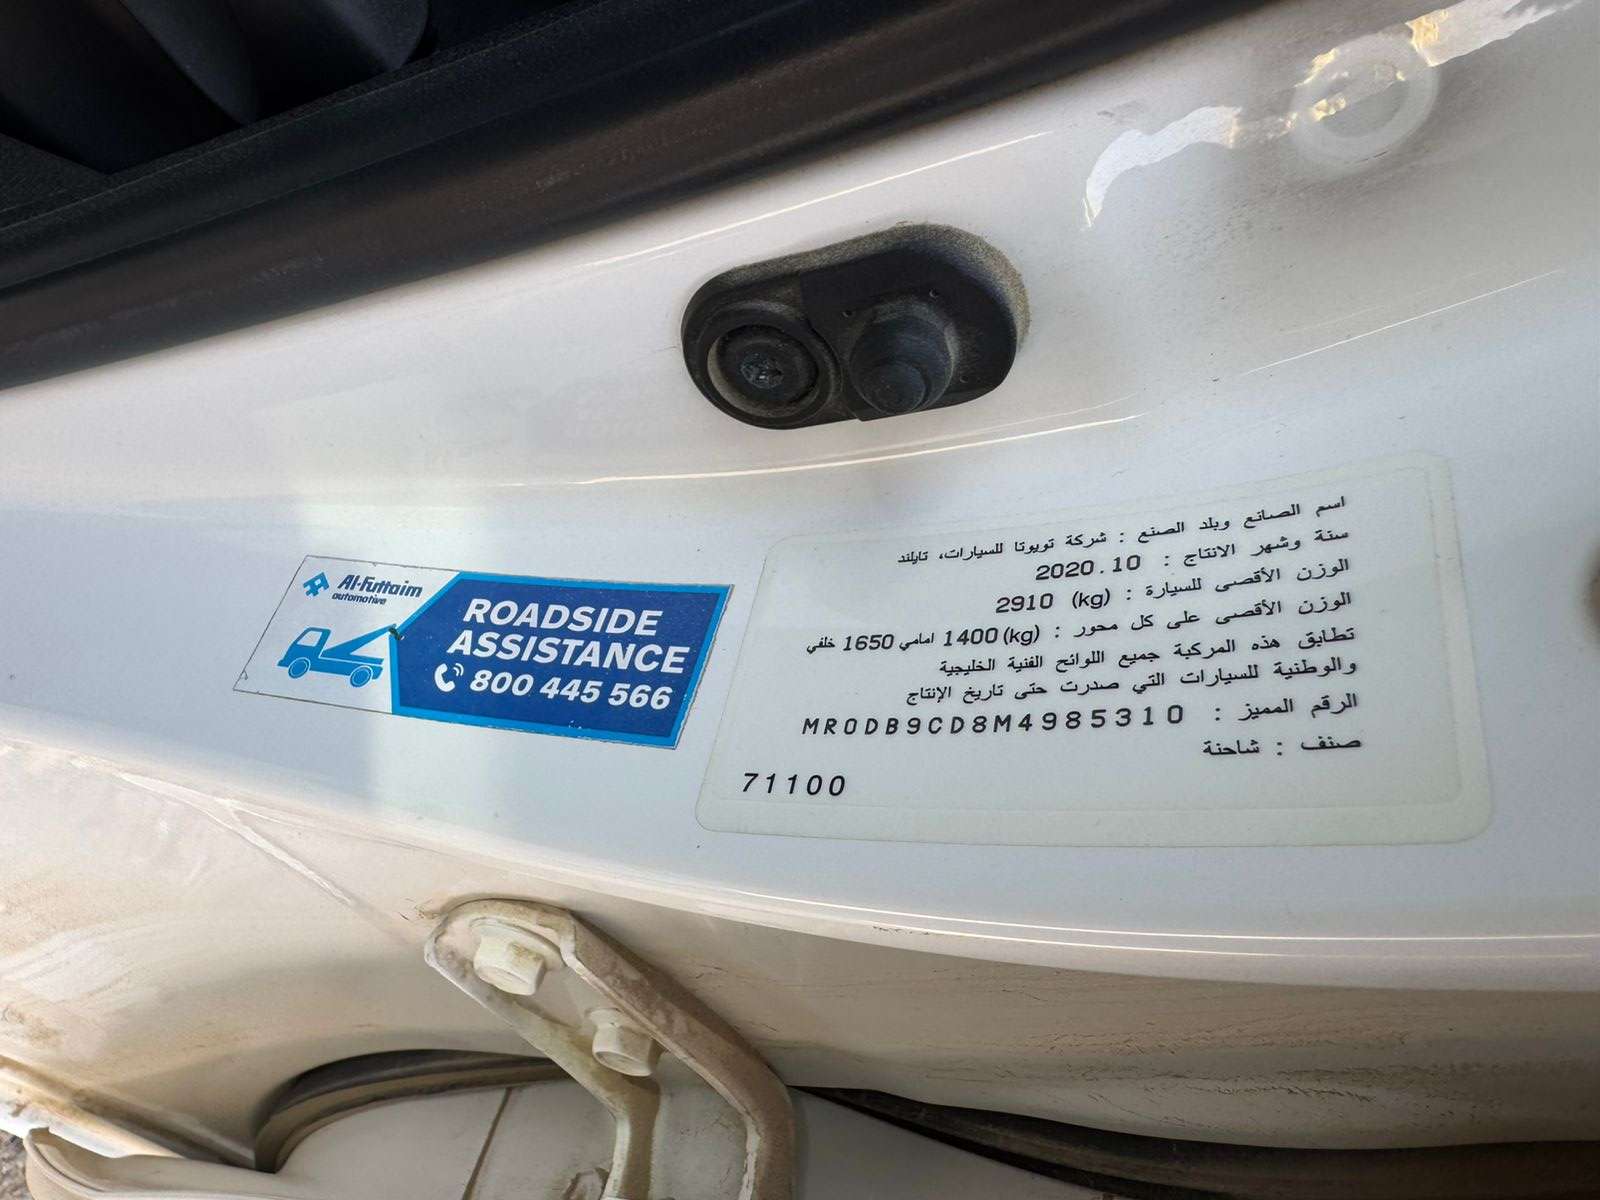 Al-Futtaim
automotive
ROADSIDE
ASSISTANCE
800 445 566
اسم الصانع وبلد الصنع : شركة تويوتا للسيارات، تايلند
سنة وشهر الانتاج : 2020.10
الوزن الأقصى للسيارة : (kg) 2910
الوزن الأقصى على كل محور : (kg) 1400 امامي 1650 خلفي
تطابق هذه المركبة جميع اللوائح الفنية الخليجية
والوطنية للسيارات التي صدرت حتى تاريخ الإنتاج
الرقم المميز : MR0DB9CD8M4985310
صنف : شاحنة
71100